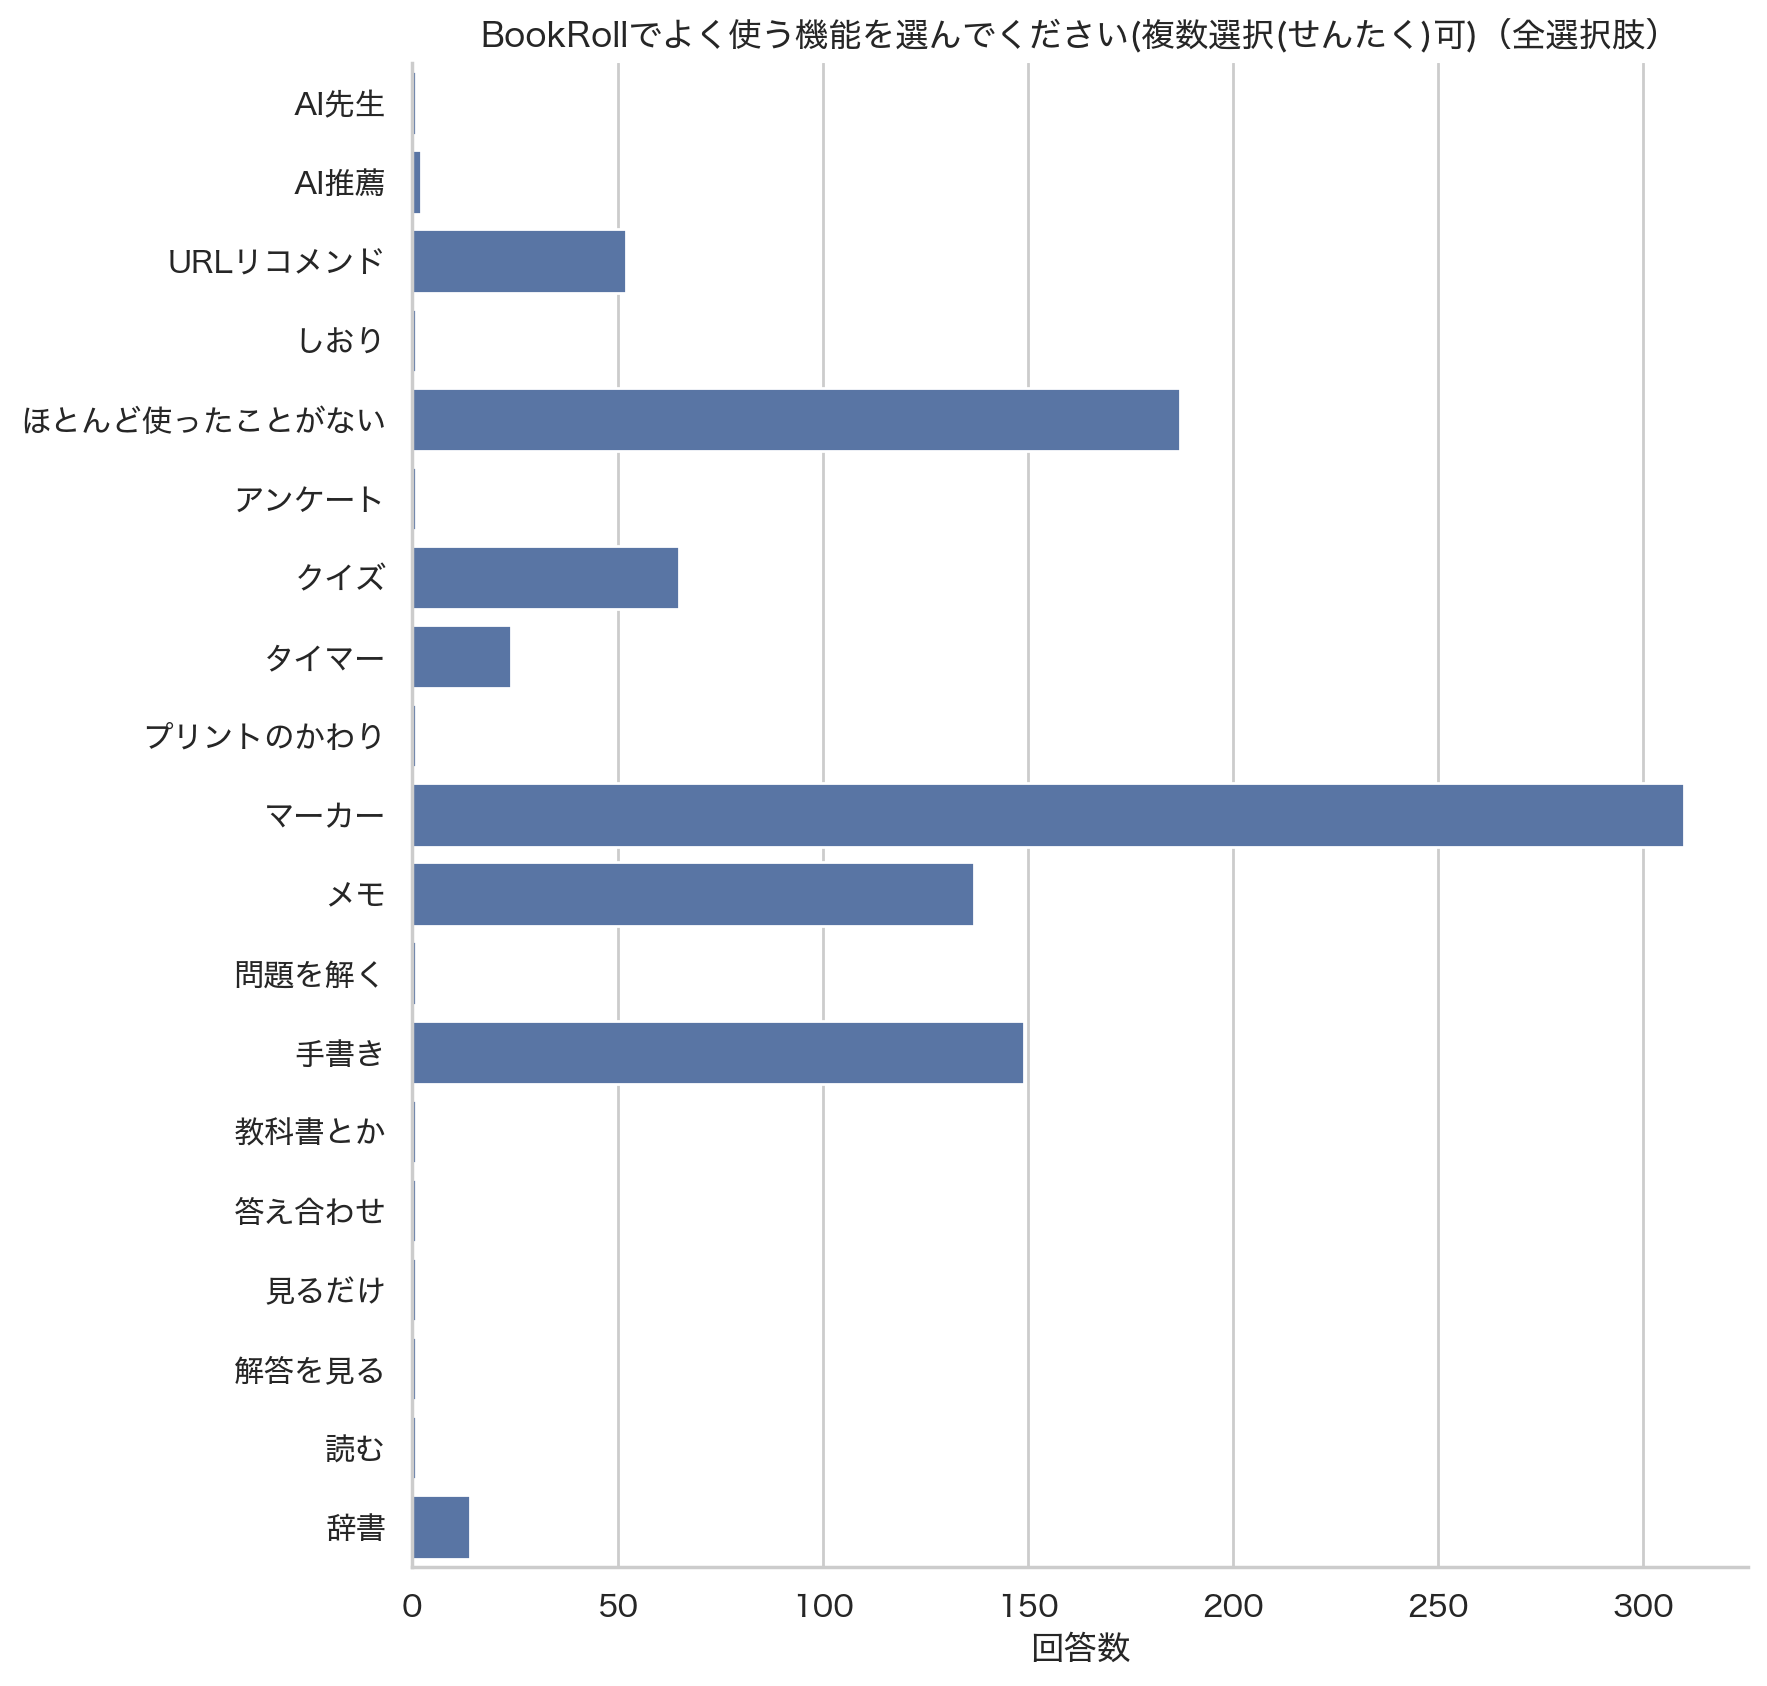 BookRollでよく使う機能を選んでください(複数選択(せんたく)可)（全選択肢）
AI先生
AI推薦
URLリコメンド
しおり
ほとんど使ったことがない
アンケート
クイズ
タイマー
プリントのかわり
マーカー
メモ
問題を解く
手書き
教科書とか
答え合わせ
見るだけ
解答を見る
読む
辞書
0 50 100 150 200 250 300
回答数